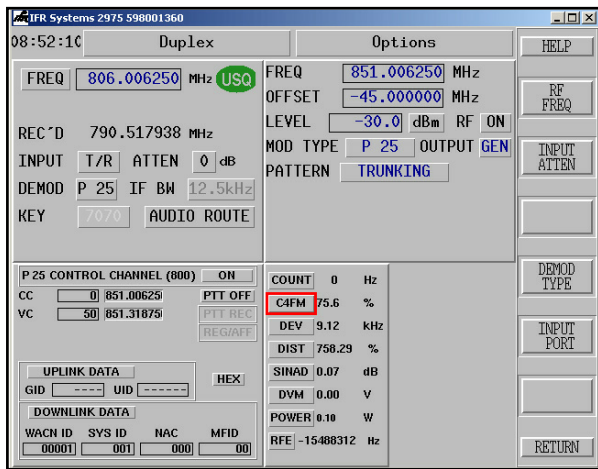 IFR Systems 2975 598001360
08:52:10 Duplex Options HELP
FREQ 806.006250 MHz USQ
REC'D 790.517938 MHz
INPUT T/R ATTEN 0 dB
DEMOD P 25 IF BW 12.5kHz
KEY 7070 AUDIO ROUTE
FREQ 851.006250 MHz
OFFSET -45.000000 MHz
LEVEL -30.0 dBm RF ON
MOD TYPE P 25 OUTPUT GEN
PATTERN TRUNKING
P 25 CONTROL CHANNEL (800) ON
CC 0 851.00625 PTT OFF
VC 50 851.31875 PTT REC
REG/AFF
UPLINK DATA HEX
GID ---- UID ------
DOWNLINK DATA
WACN ID SYS ID NAC MFID
00001 001 000 00
COUNT 0 Hz
C4FM 75.6 %
DEV 9.12 kHz
DIST 758.29 %
SINAD 0.07 dB
DVM 0.00 V
POWER 0.10 W
RFE -15488312 Hz
RF
FREQ
INPUT
ATTEN
DEMOD
TYPE
INPUT
PORT
RETURN